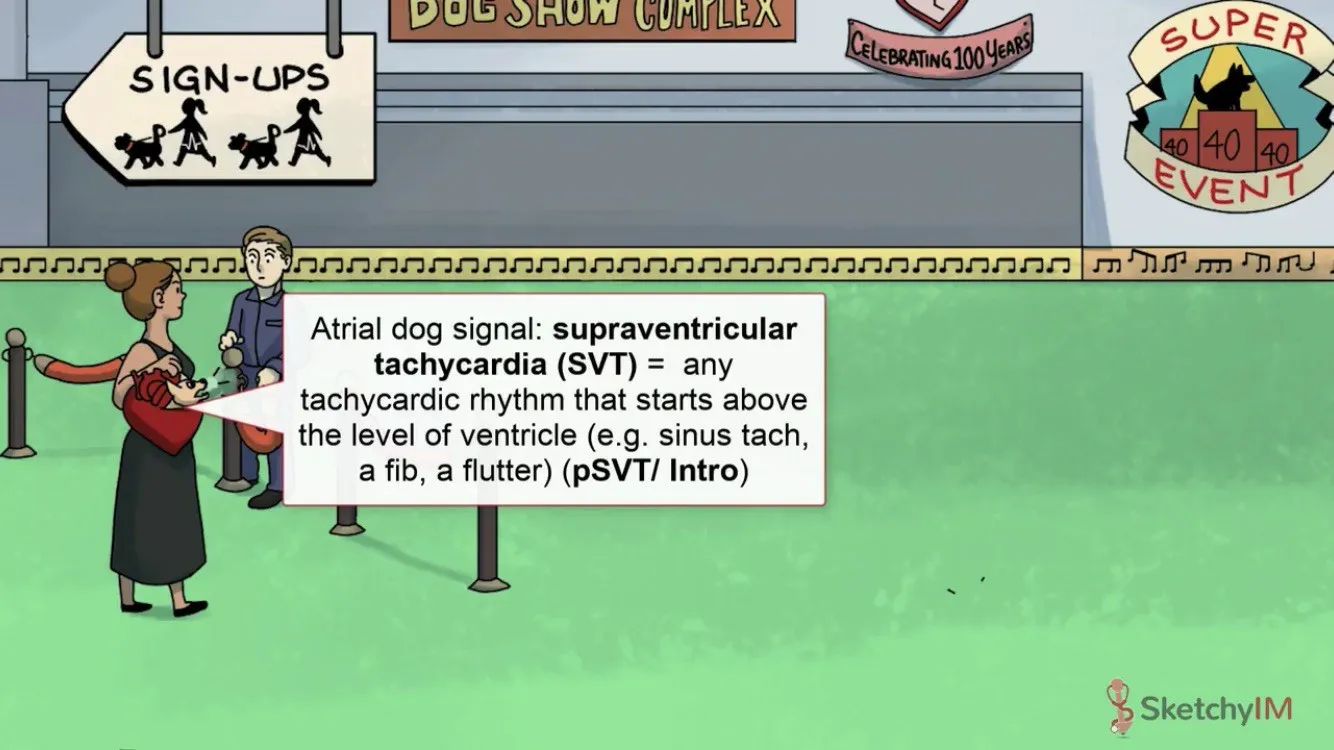 DOG SHOW COMPLEX
CELEBRATING 100 YEARS
SUPER
40 40 40
EVENT
SIGN-UPS
Atrial dog signal: supraventricular
tachycardia (SVT) = any
tachycardic rhythm that starts above
the level of ventricle (e.g. sinus tach,
a fib, a flutter) (pSVT/ Intro)
SketchyIM